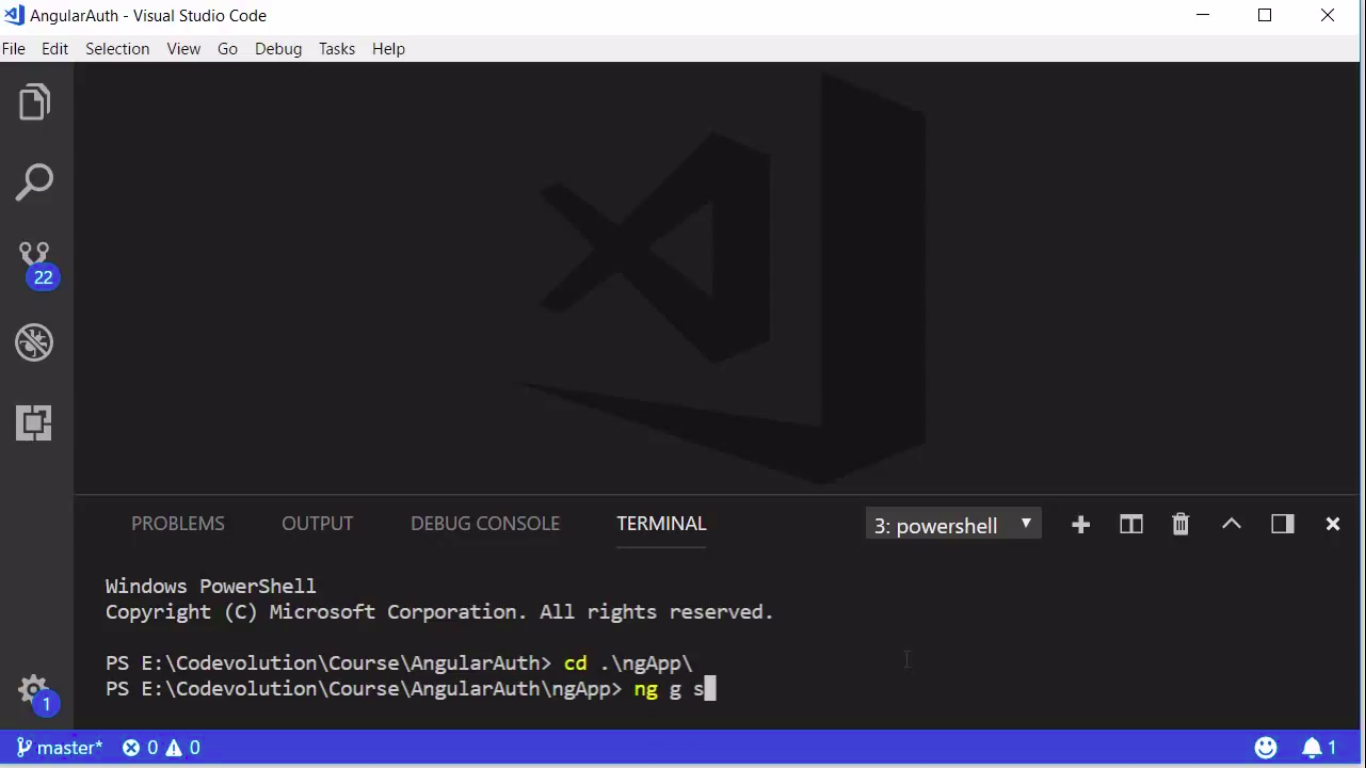 AngularAuth - Visual Studio Code
File Edit Selection View Go Debug Tasks Help
22
PROBLEMS OUTPUT DEBUG CONSOLE TERMINAL 3: powershell
Windows PowerShell
Copyright (C) Microsoft Corporation. All rights reserved.
PS E:\Codevolution\Course\AngularAuth> cd .\ngApp\
PS E:\Codevolution\Course\AngularAuth\ngApp> ng g s
1
master* 0 0 1